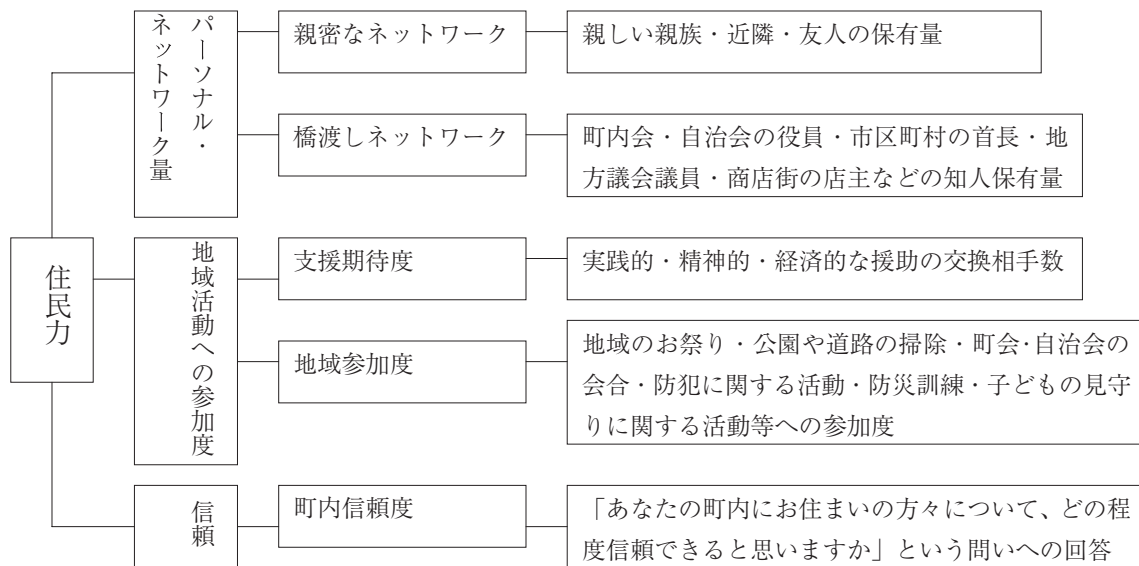 住民力
パーソナル・
ネットワーク量
親密なネットワーク
親しい親族・近隣・友人の保有量
橋渡しネットワーク
町内会・自治会の役員・市区町村の首長・地
方議会議員・商店街の店主などの知人保有量
地域活動への参加度
支援期待度
実践的・精神的・経済的な援助の交換相手数
地域参加度
地域のお祭り・公園や道路の掃除・町会・自治会の
会合・防犯に関する活動・防災訓練・子どもの見守
りに関する活動等への参加度
信頼
町内信頼度
「あなたの町内にお住まいの方々について、どの程
度信頼できると思いますか」という問いへの回答